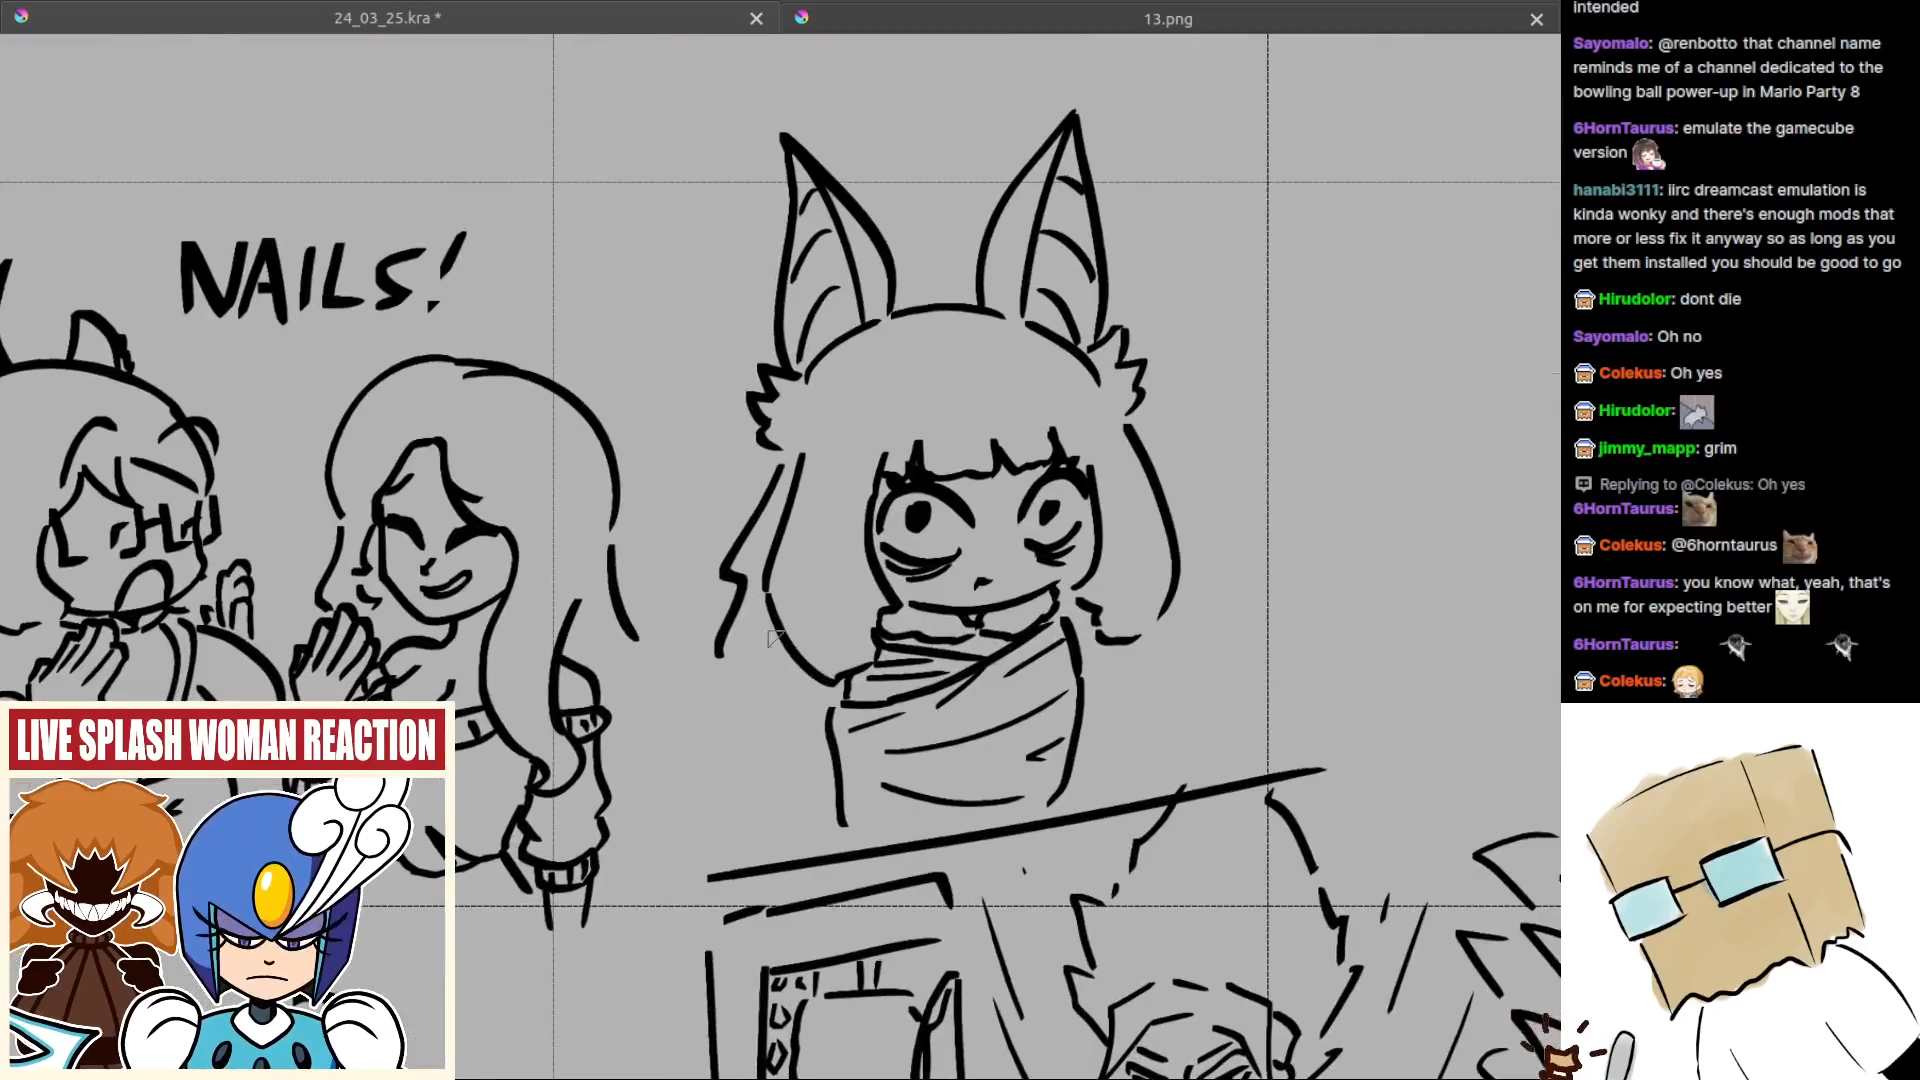 24_03_25.kra *
13.png
NAILS!
LIVE SPLASH WOMAN REACTION
intended
Sayomalo: @renbotto that channel name
reminds me of a channel dedicated to the
bowling ball power-up in Mario Party 8
6HornTaurus: emulate the gamecube
version
hanabi3111: iirc dreamcast emulation is
kinda wonky and there's enough mods that
more or less fix it anyway so as long as you
get them installed you should be good to go
Hirudolor: dont die
Sayomalo: Oh no
Colekus: Oh yes
Hirudolor:
jimmy_mapp: grim
Replying to @Colekus: Oh yes
6HornTaurus:
Colekus: @6horntaurus
6HornTaurus: you know what, yeah, that's
on me for expecting better
6HornTaurus:
Colekus: